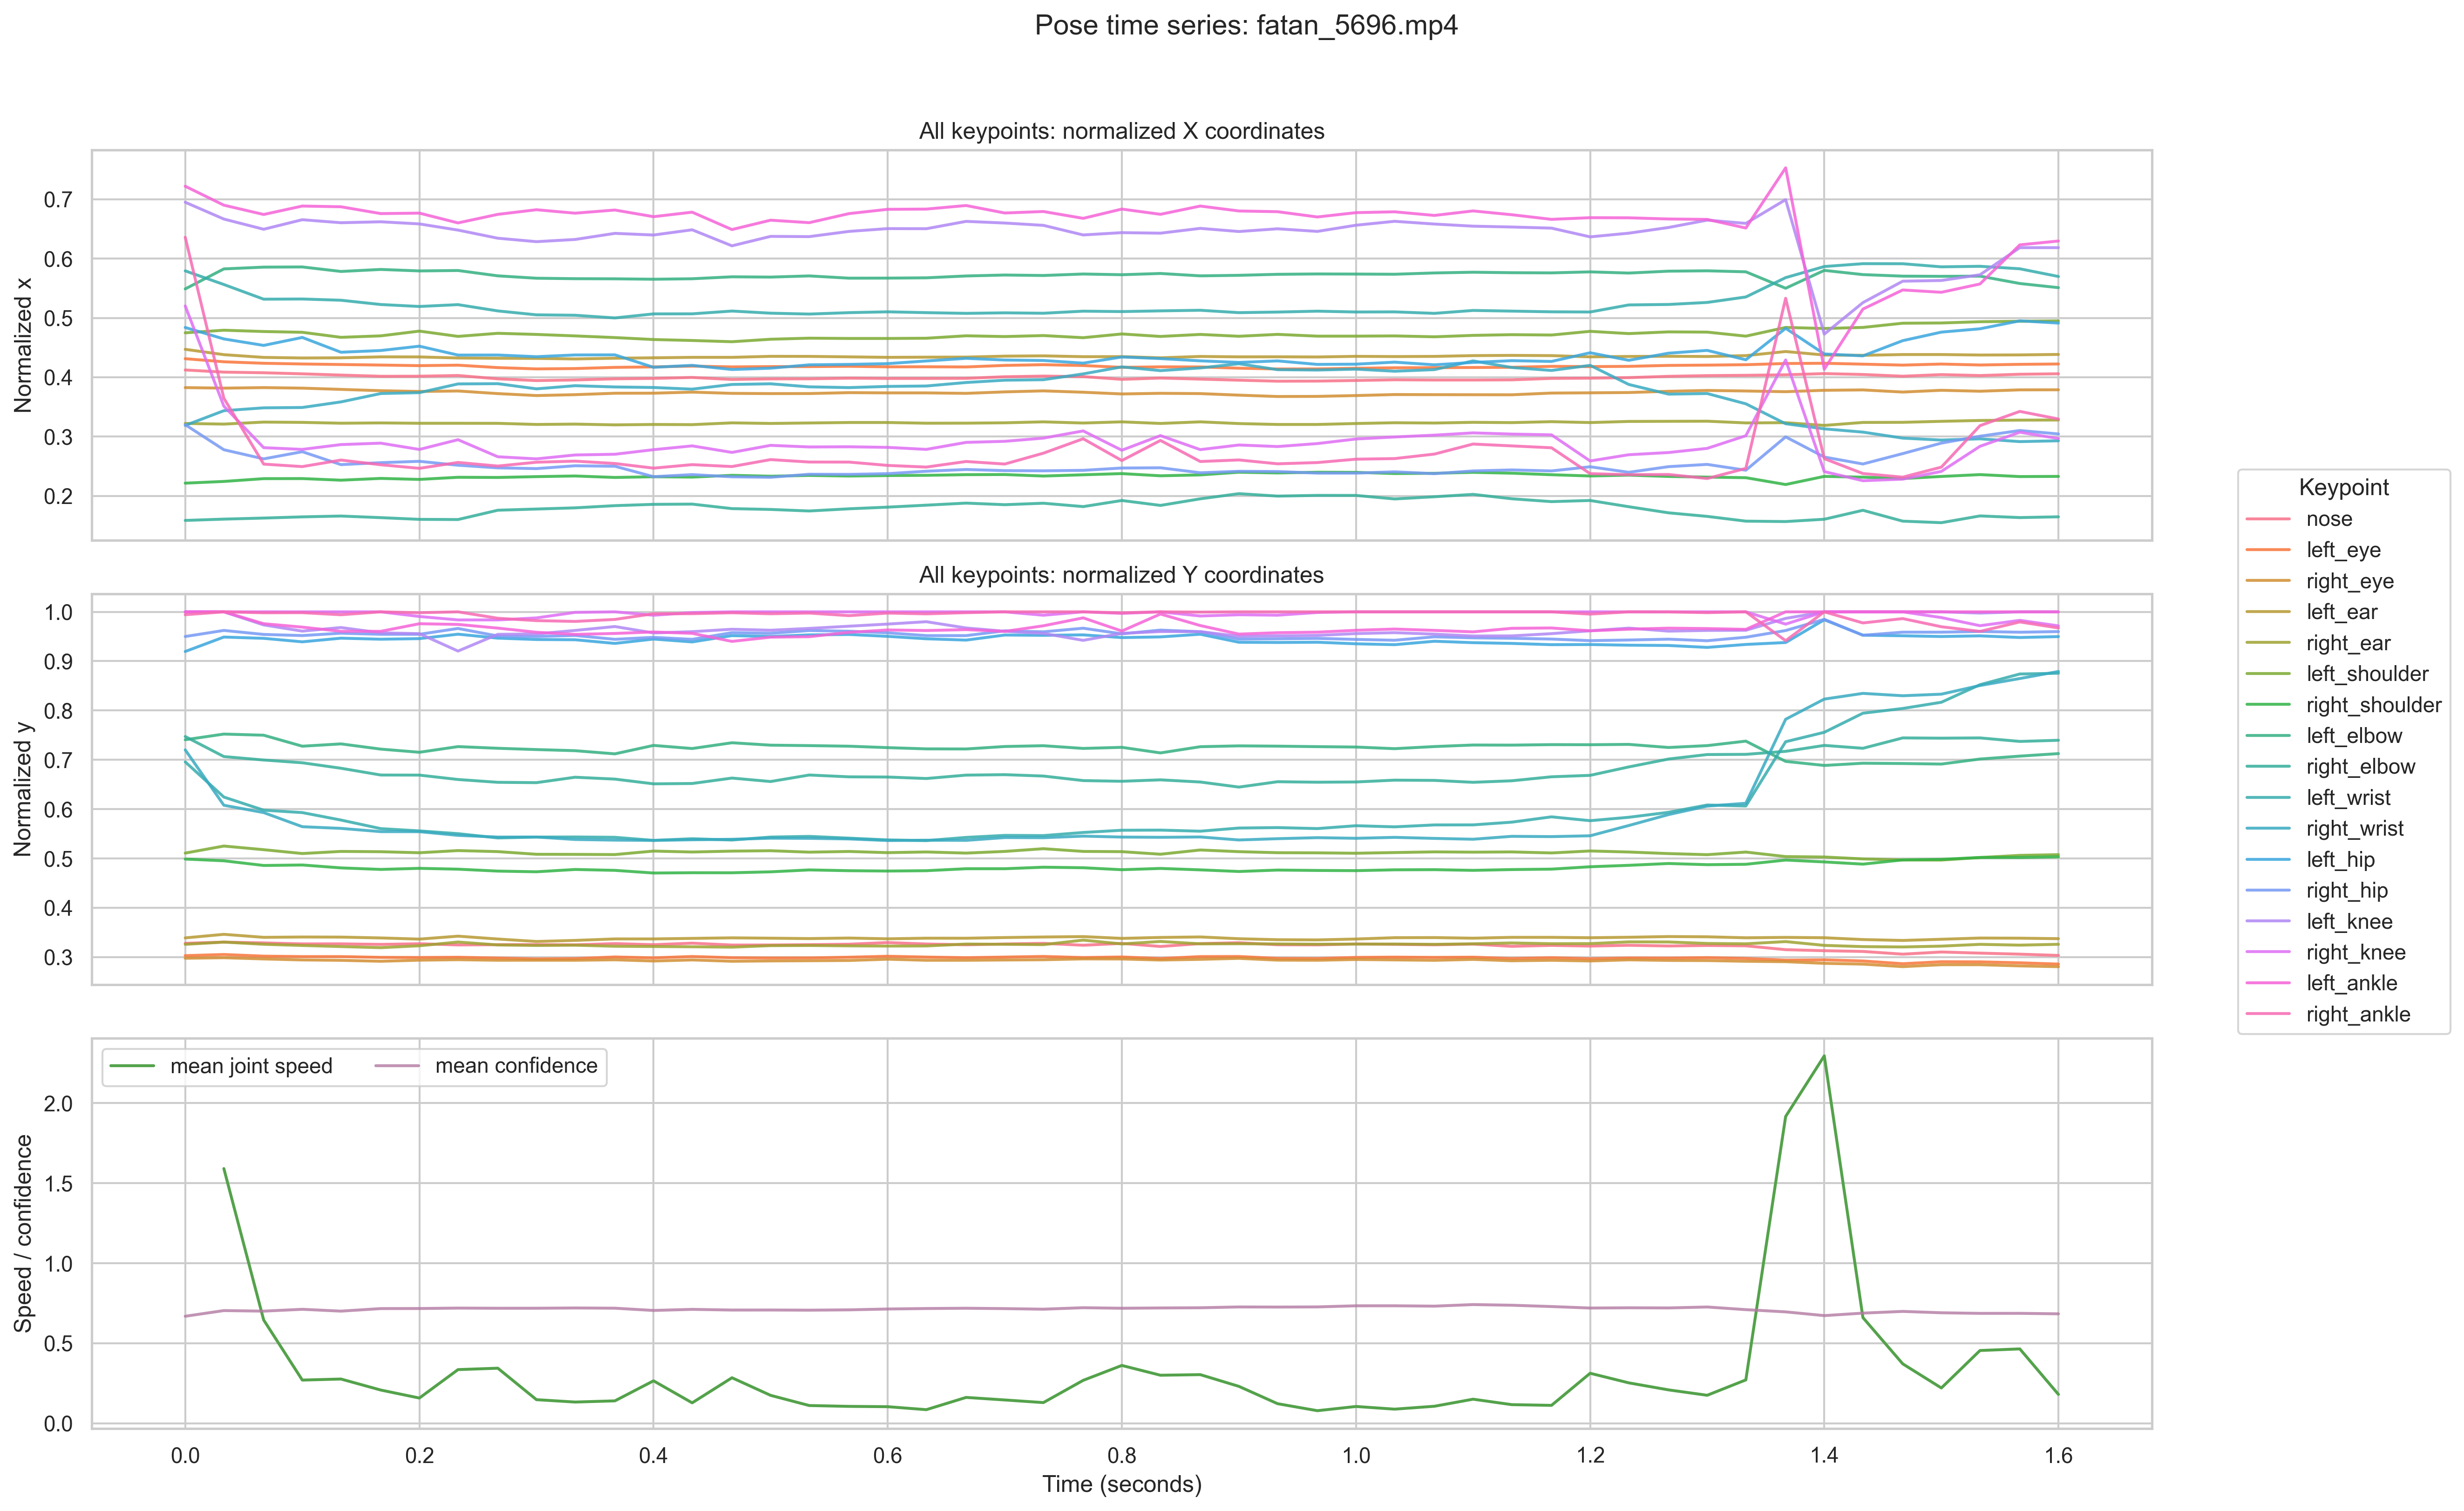 Pose time series: fatan_5696.mp4
All keypoints: normalized X coordinates
Normalized x
0.7
0.6
0.5
0.4
0.3
0.2
All keypoints: normalized Y coordinates
Normalized y
1.0
0.9
0.8
0.7
0.6
0.5
0.4
0.3
Keypoint
nose
left_eye
right_eye
left_ear
right_ear
left_shoulder
right_shoulder
left_elbow
right_elbow
left_wrist
right_wrist
left_hip
right_hip
left_knee
right_knee
left_ankle
right_ankle
mean joint speed
mean confidence
Speed / confidence
2.0
1.5
1.0
0.5
0.0
0.0 0.2 0.4 0.6 0.8 1.0 1.2 1.4 1.6
Time (seconds)